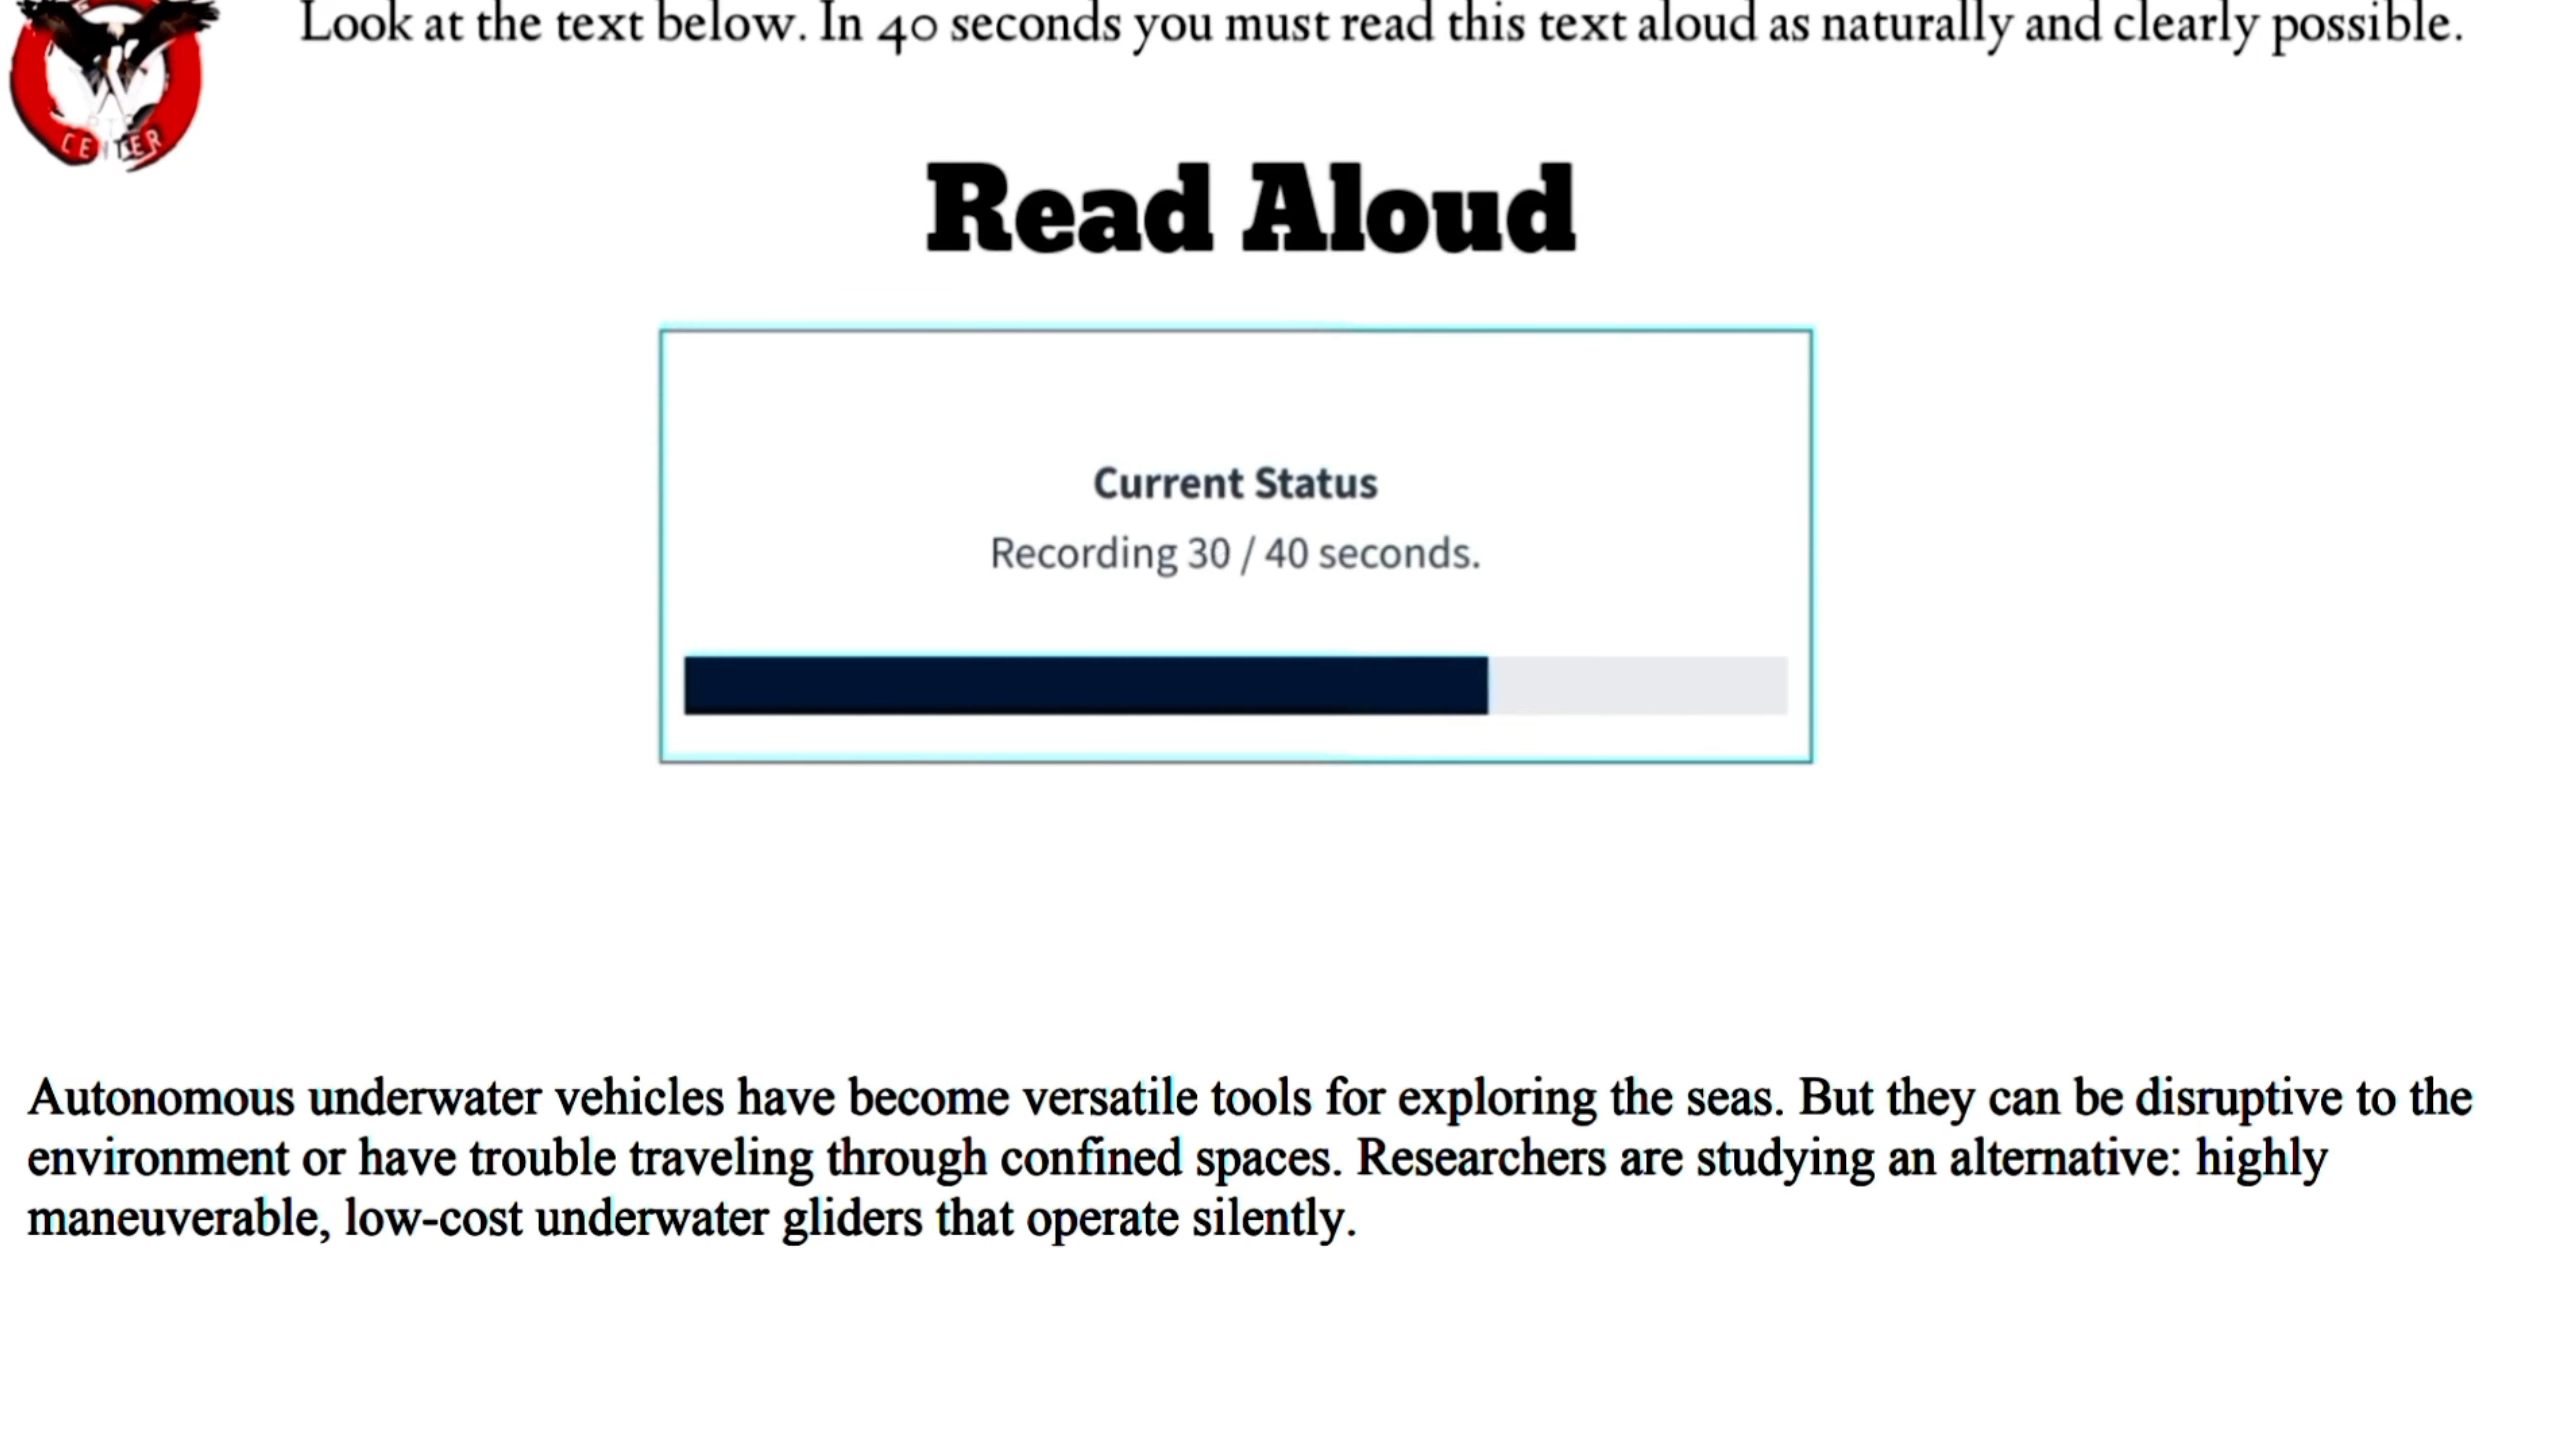 Look at the text below. In 40 seconds you must read this text aloud as naturally and clearly possible.
CENTER
Read Aloud
Current Status
Recording 30 / 40 seconds.
Autonomous underwater vehicles have become versatile tools for exploring the seas. But they can be disruptive to the
environment or have trouble traveling through confined spaces. Researchers are studying an alternative: highly
maneuverable, low-cost underwater gliders that operate silently.